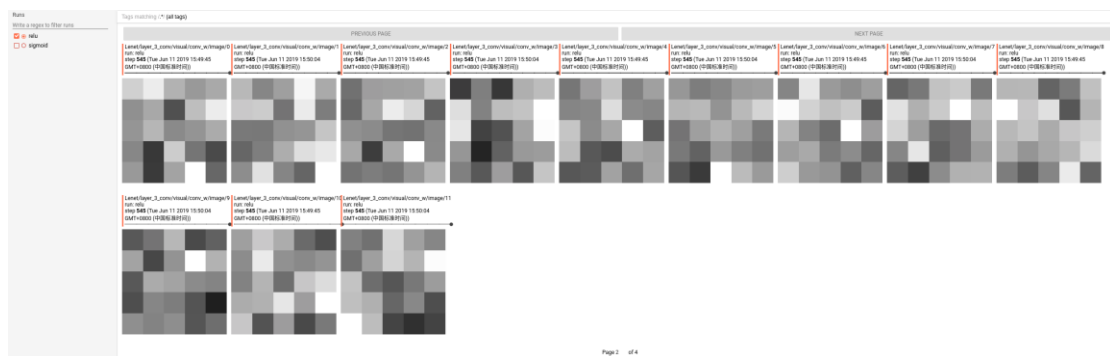 Runs
Write a regex to filter runs
relu
sigmoid
Tags matching /.*/ (all tags)
PREVIOUS PAGE
NEXT PAGE
Lenet/layer_3_conv/visual/conv_w/image/0
run: relu
step 545 (Tue Jun 11 2019 15:49:45
GMT+0800 (中国标准时间))
Lenet/layer_3_conv/visual/conv_w/image/1
run: relu
step 545 (Tue Jun 11 2019 15:50:04
GMT+0800 (中国标准时间))
Lenet/layer_3_conv/visual/conv_w/image/2
run: relu
step 545 (Tue Jun 11 2019 15:49:45
GMT+0800 (中国标准时间))
Lenet/layer_3_conv/visual/conv_w/image/3
run: relu
step 545 (Tue Jun 11 2019 15:50:04
GMT+0800 (中国标准时间))
Lenet/layer_3_conv/visual/conv_w/image/4
run: relu
step 545 (Tue Jun 11 2019 15:49:45
GMT+0800 (中国标准时间))
Lenet/layer_3_conv/visual/conv_w/image/5
run: relu
step 545 (Tue Jun 11 2019 15:50:04
GMT+0800 (中国标准时间))
Lenet/layer_3_conv/visual/conv_w/image/6
run: relu
step 545 (Tue Jun 11 2019 15:49:45
GMT+0800 (中国标准时间))
Lenet/layer_3_conv/visual/conv_w/image/7
run: relu
step 545 (Tue Jun 11 2019 15:50:04
GMT+0800 (中国标准时间))
Lenet/layer_3_conv/visual/conv_w/image/8
run: relu
step 545 (Tue Jun 11 2019 15:49:45
GMT+0800 (中国标准时间))
Lenet/layer_3_conv/visual/conv_w/image/9
run: relu
step 545 (Tue Jun 11 2019 15:50:04
GMT+0800 (中国标准时间))
Lenet/layer_3_conv/visual/conv_w/image/10
run: relu
step 545 (Tue Jun 11 2019 15:49:45
GMT+0800 (中国标准时间))
Lenet/layer_3_conv/visual/conv_w/image/11
run: relu
step 545 (Tue Jun 11 2019 15:50:04
GMT+0800 (中国标准时间))
Page 2 of 4